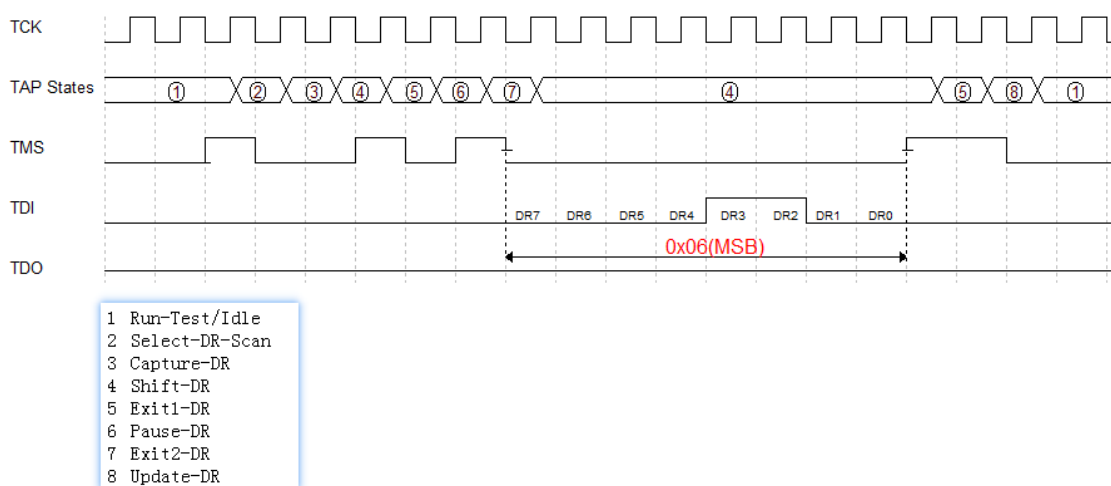 TCK
TAP States ① ② ③ ④ ⑤ ⑥ ⑦ ④ ⑤ ⑧ ①
TMS
TDI DR7 DR6 DR5 DR4 DR3 DR2 DR1 DR0
0x06(MSB)
TDO
1 Run-Test/Idle
2 Select-DR-Scan
3 Capture-DR
4 Shift-DR
5 Exit1-DR
6 Pause-DR
7 Exit2-DR
8 Update-DR